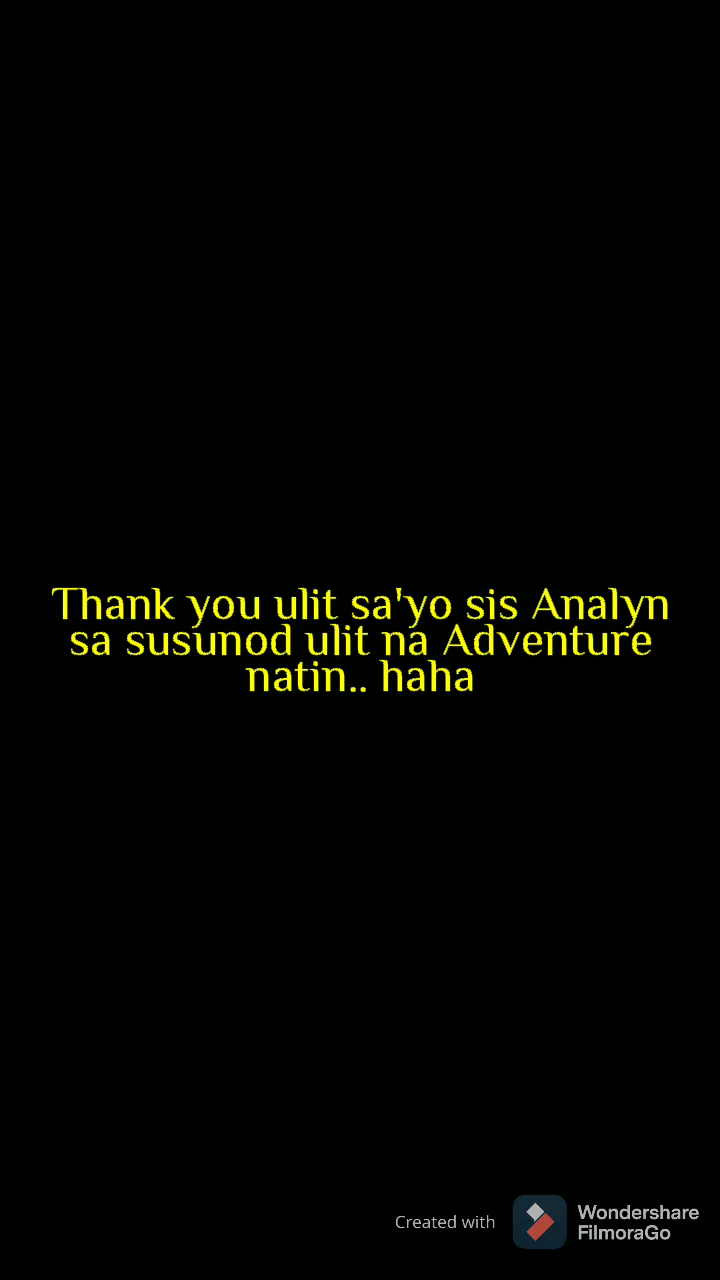 Thank you ulit sa'yo sis Analyn
sa susunod ulit na Adventure
natin.. haha
Created with
Wondershare
FilmoraGo